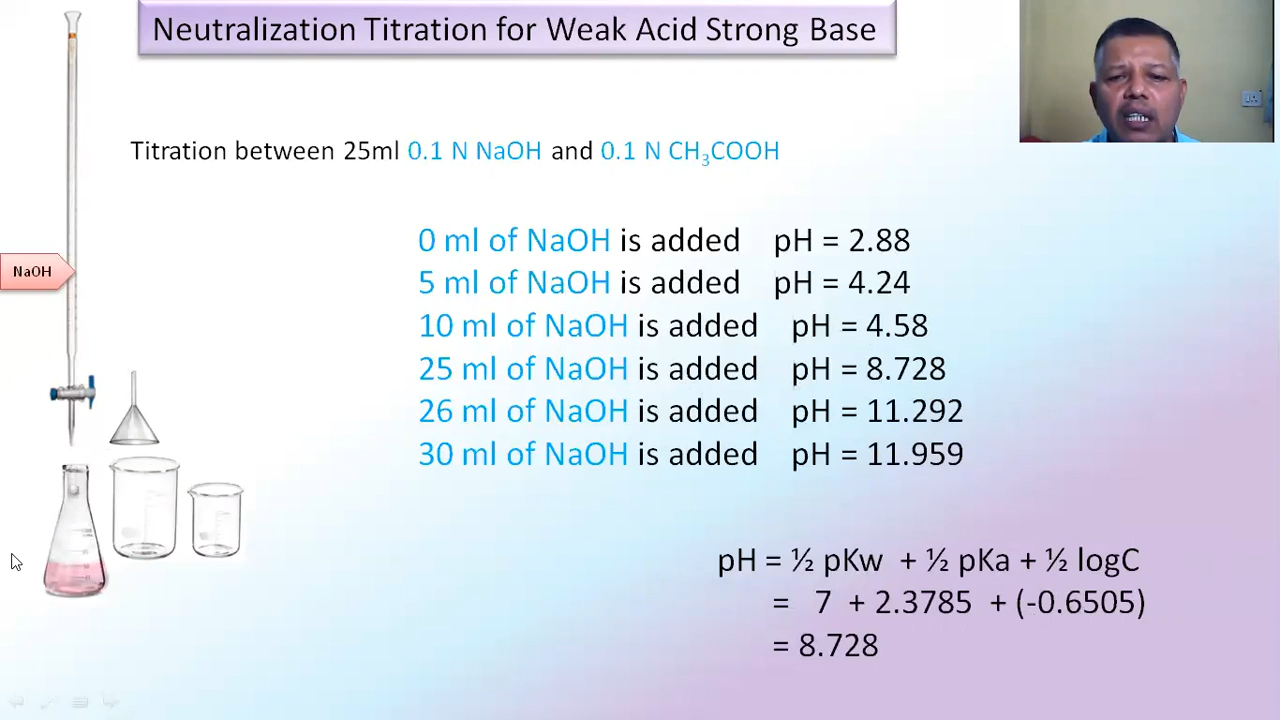 Neutralization Titration for Weak Acid Strong Base
Titration between 25ml 0.1 N NaOH and 0.1 N CH₃COOH
0 ml of NaOH is added pH = 2.88
5 ml of NaOH is added pH = 4.24
NaOH
10 ml of NaOH is added pH = 4.58
25 ml of NaOH is added pH = 8.728
26 ml of NaOH is added pH = 11.292
30 ml of NaOH is added pH = 11.959
pH = ½ pKw + ½ pKa + ½ logC
= 7 + 2.3785 + (-0.6505)
= 8.728